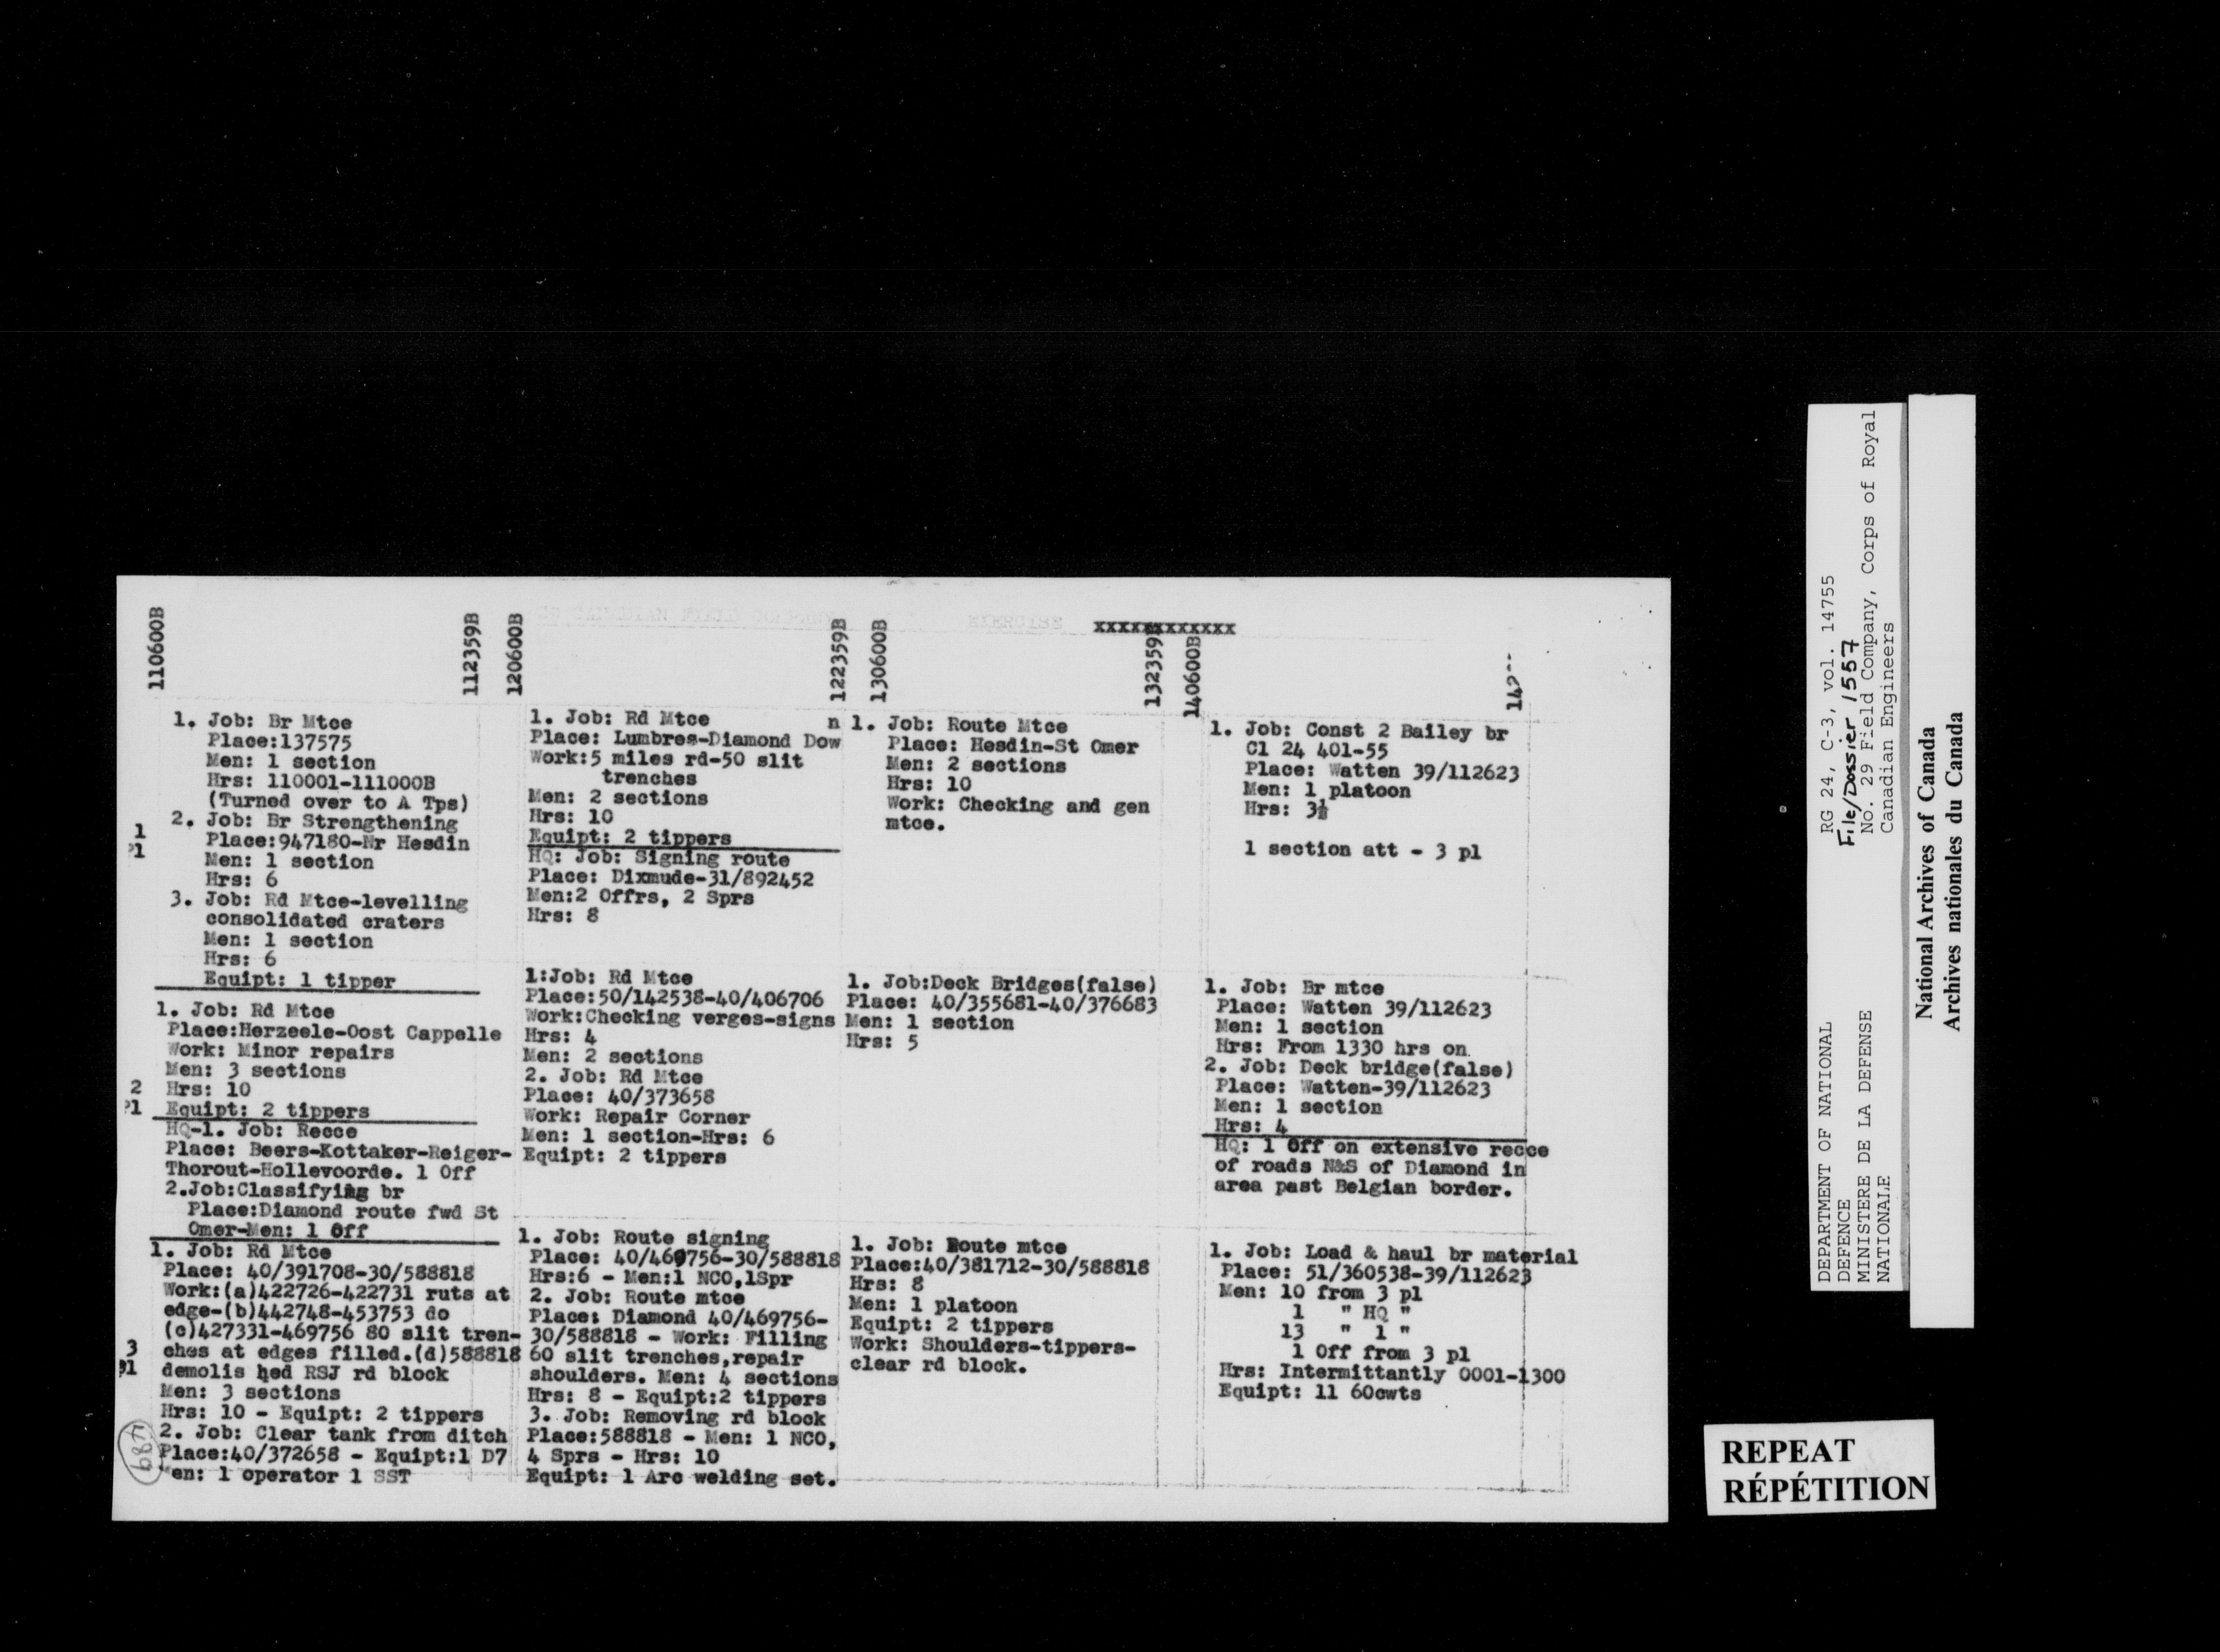 110600B
112359B
120600B
122359B
130600B
132359B
140600B
xxxxxxxxxxxxx
1
Pl
1. Job: Br Mtce
Place:137575
Men: 1 section
Hrs: 110001-111000B
(Turned over to A Tps)
2. Job: Br Strengthening
Place:947180-Nr Hesdin
Men: 1 section
Hrs: 6
3. Job: Rd Mtce-levelling
consolidated craters
Men: 1 section
Hrs: 6
Equipt: 1 tipper
1. Job: Rd Mtce n
Place: Lumbres-Diamond Dow
Work:5 miles rd-50 slit
trenches
Men: 2 sections
Hrs: 10
Equipt: 2 tippers
HQ: Job: Signing route
Place: Dixmude-31/892452
Men:2 Offrs, 2 Sprs
Hrs: 8
1. Job: Route Mtce
Place: Hesdin-St Omer
Men: 2 sections
Hrs: 10
Work: Checking and gen
mtce.
1. Job: Const 2 Bailey br
Cl 24 401-55
Place: Watten 39/112623
Men: 1 platoon
Hrs: 3½
1 section att - 3 pl
2
Pl
1. Job: Rd Mtce
Place:Herzeele-Oost Cappelle
Work: Minor repairs
Men: 3 sections
Hrs: 10
Equipt: 2 tippers
HQ-1. Job: Recce
Place: Beers-Kottaker-Reiger-
Thorout-Hollevoorde. 1 Off
2.Job:Classifying br
Place:Diamond route fwd St
Omer-Men: 1 Off
1:Job: Rd Mtce
Place:50/142538-40/406706
Work:Checking verges-signs
Hrs: 4
Men: 2 sections
2. Job: Rd Mtce
Place: 40/373658
Work: Repair Corner
Men: 1 section-Hrs: 6
Equipt: 2 tippers
1. Job:Deck Bridges(false)
Place: 40/355681-40/376683
Men: 1 section
Hrs: 5
1. Job: Br mtce
Place: Watten 39/112623
Men: 1 section
Hrs: From 1330 hrs on.
2. Job: Deck bridge(false)
Place: Watten-39/112623
Men: 1 section
Hrs: 4
HQ: 1 Off on extensive recce
of roads N&S of Diamond in
area past Belgian border.
3
Pl
1. Job: Rd Mtce
Place: 40/391708-30/588818
Work:(a)422726-422731 ruts at
edge-(b)442748-453753 do
(c)427331-469756 80 slit tren-
ches at edges filled.(d)588818
demolis hed RSJ rd block
Men: 3 sections
Hrs: 10 - Equipt: 2 tippers
2. Job: Clear tank from ditch
Place:40/372658 - Equipt:1 D7
Men: 1 operator 1 SST
1. Job: Route signing
Place: 40/469756-30/588818
Hrs:6 - Men:1 NCO,1Spr
2. Job: Route mtce
Place: Diamond 40/469756-
30/588818 - Work: Filling
60 slit trenches,repair
shoulders. Men: 4 sections
Hrs: 8 - Equipt:2 tippers
3. Job: Removing rd block
Place:588818 - Men: 1 NCO,
4 Sprs - Hrs: 10
Equipt: 1 Arc welding set.
1. Job: Route mtce
Place:40/381712-30/588818
Hrs: 8
Men: 1 platoon
Equipt: 2 tippers
Work: Shoulders-tippers-
clear rd block.
1. Job: Load & haul br material
Place: 51/360538-39/112623
Men: 10 from 3 pl
1 " HQ "
13 " 1 "
1 Off from 3 pl
Hrs: Intermittantly 0001-1300
Equipt: 11 60cwts
RG 24, C-3, vol. 14755
File/Dossier 1557
No. 29 Field Company, Corps of Royal
Canadian Engineers
DEPARTMENT OF NATIONAL
DEFENCE
MINISTERE DE LA DEFENSE
NATIONALE
National Archives of Canada
Archives nationales du Canada
REPEAT
RÉPÉTITION